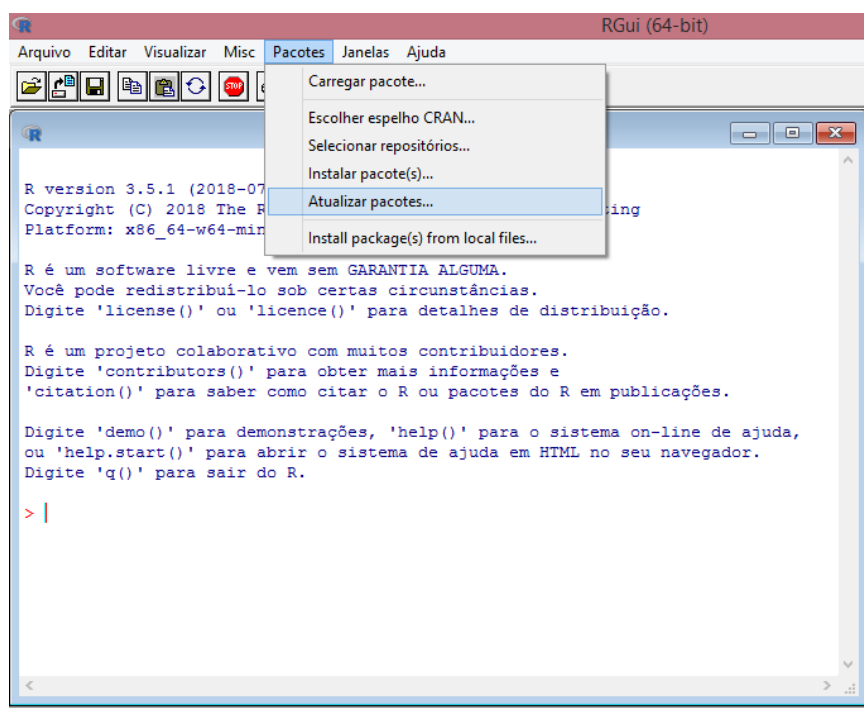 RGui (64-bit)
Arquivo Editar Visualizar Misc Pacotes Janelas Ajuda
STOP
Carregar pacote...
Escolher espelho CRAN...
Selecionar repositórios...
Instalar pacote(s)...
Atualizar pacotes...
Install package(s) from local files...
R version 3.5.1 (2018-07
Copyright (C) 2018 The R ing
Platform: x86_64-w64-min
R é um software livre e vem sem GARANTIA ALGUMA.
Você pode redistribuí-lo sob certas circunstâncias.
Digite 'license()' ou 'licence()' para detalhes de distribuição.
R é um projeto colaborativo com muitos contribuidores.
Digite 'contributors()' para obter mais informações e
'citation()' para saber como citar o R ou pacotes do R em publicações.
Digite 'demo()' para demonstrações, 'help()' para o sistema on-line de ajuda,
ou 'help.start()' para abrir o sistema de ajuda em HTML no seu navegador.
Digite 'q()' para sair do R.
>